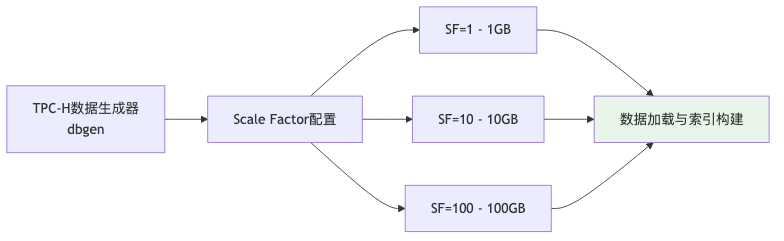 TPC-H数据生成器
dbgen
Scale Factor配置
SF=1 - 1GB
SF=10 - 10GB
SF=100 - 100GB
数据加载与索引构建